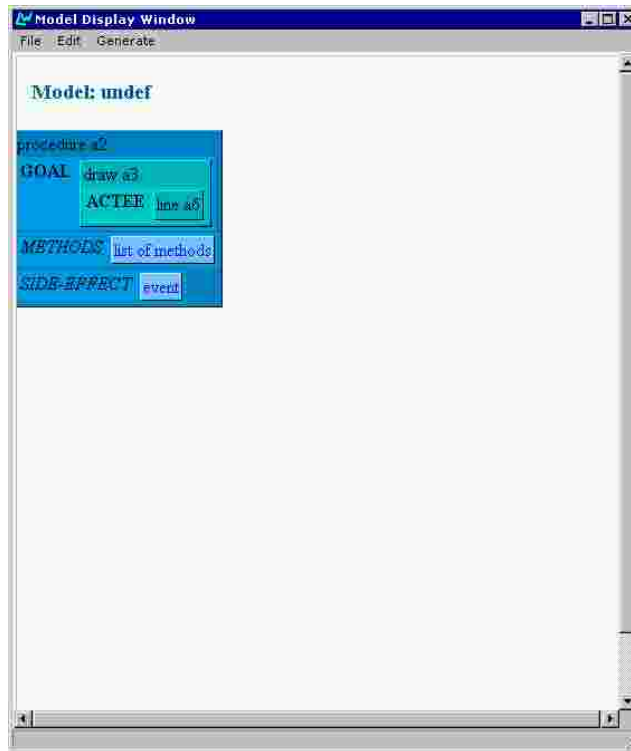 Model Display Window
File Edit Generate
Model: undef
procedure a2
GOAL draw a3
ACTEE line a6
METHODS list of methods
SIDE-EFFECT event